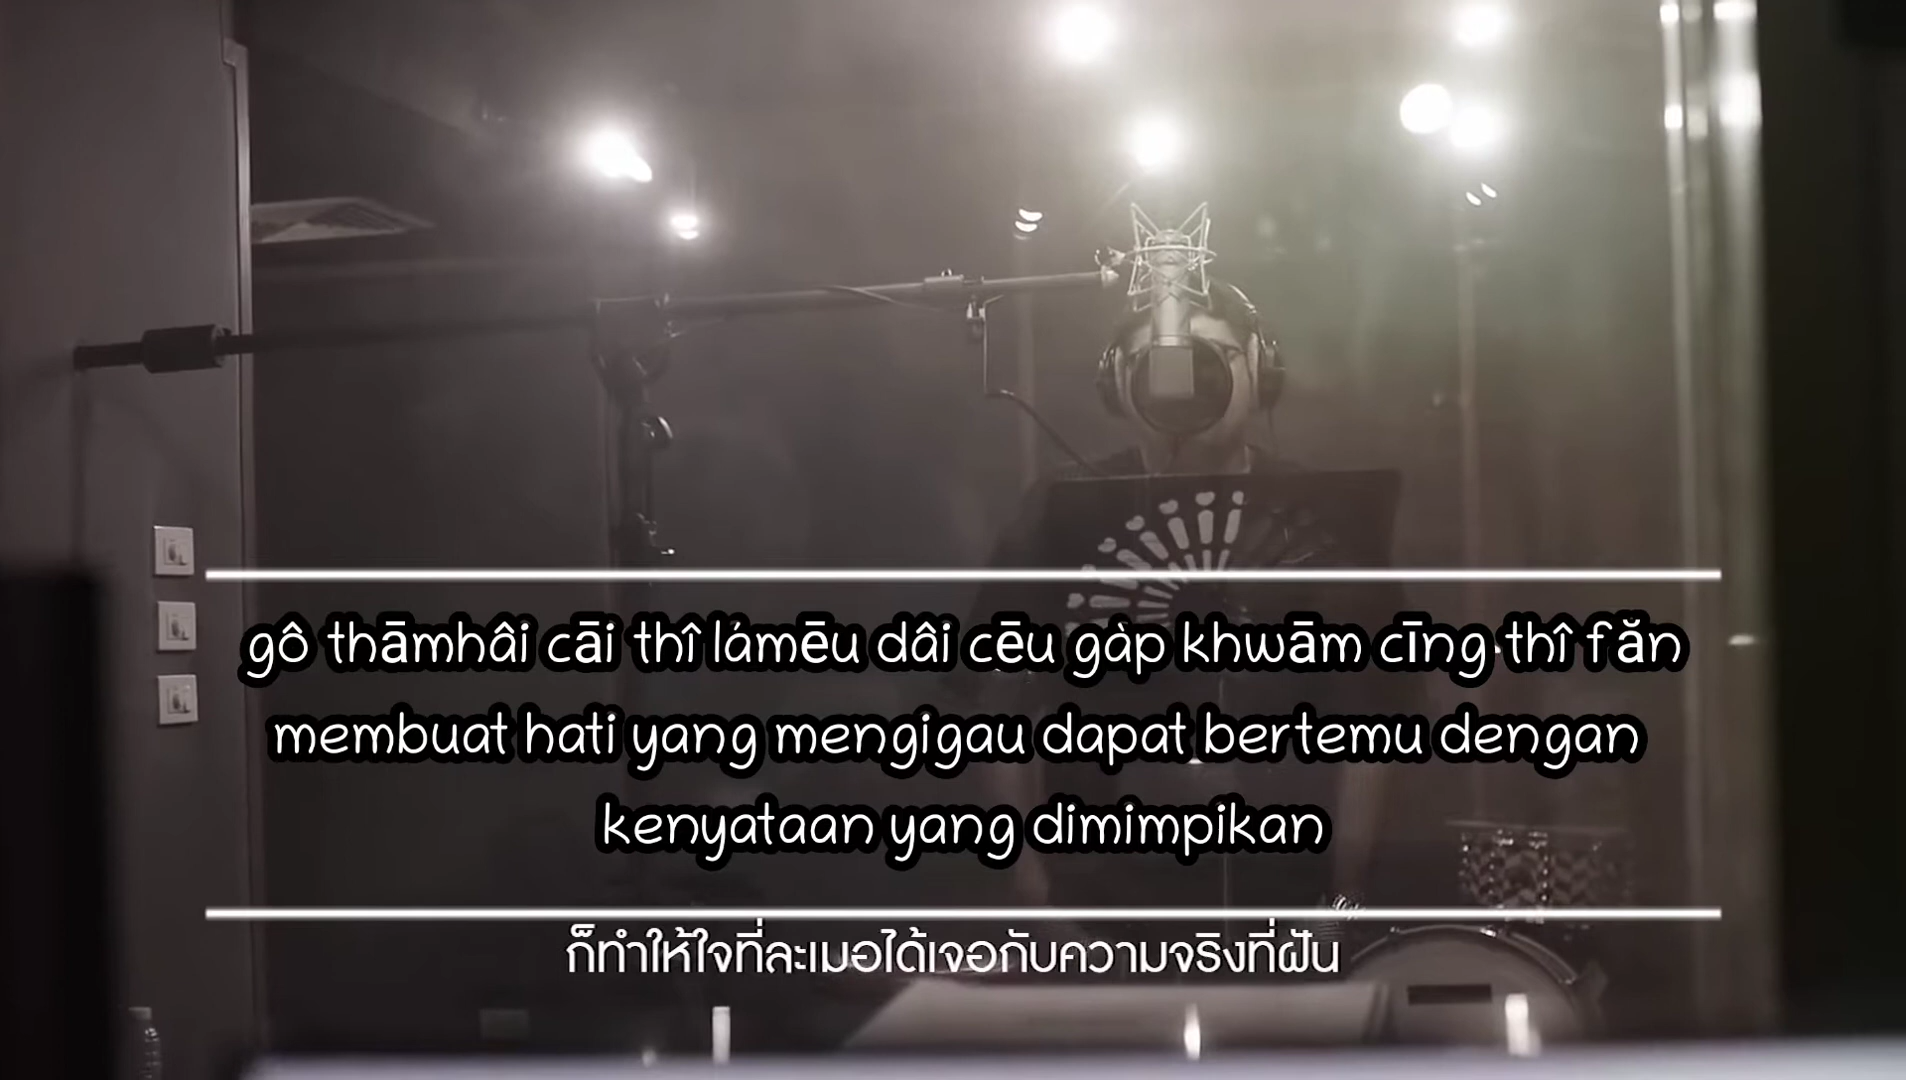 gô thāmhâi cāi thî lámēu dâi cēu gàp khwām cīng thî fǎn
membuat hati yang mengigau dapat bertemu dengan
kenyataan yang dimimpikan
ก็ทำให้ใจที่ละเมอได้เจอกับความจริงที่ฝัน